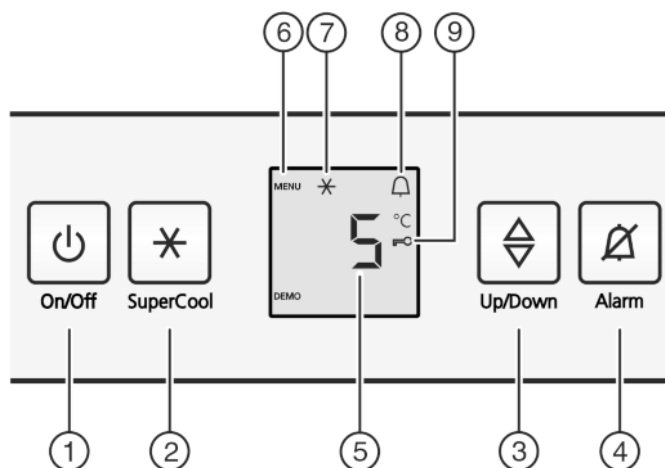 6 7 8 9
MENU
°C
5
DEMO
On/Off SuperCool Up/Down Alarm
1 2 5 3 4